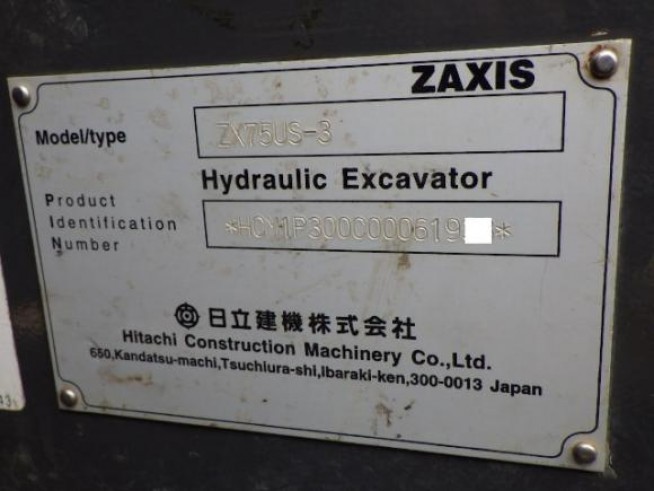 ZAXIS
Model/type ZX75US-3
Hydraulic Excavator
Product
Identification
Number
*HCM1P300C000619
日立建機株式会社
Hitachi Construction Machinery Co.,Ltd.
650,Kandatsu-machi,Tsuchiura-shi,Ibaraki-ken,300-0013 Japan